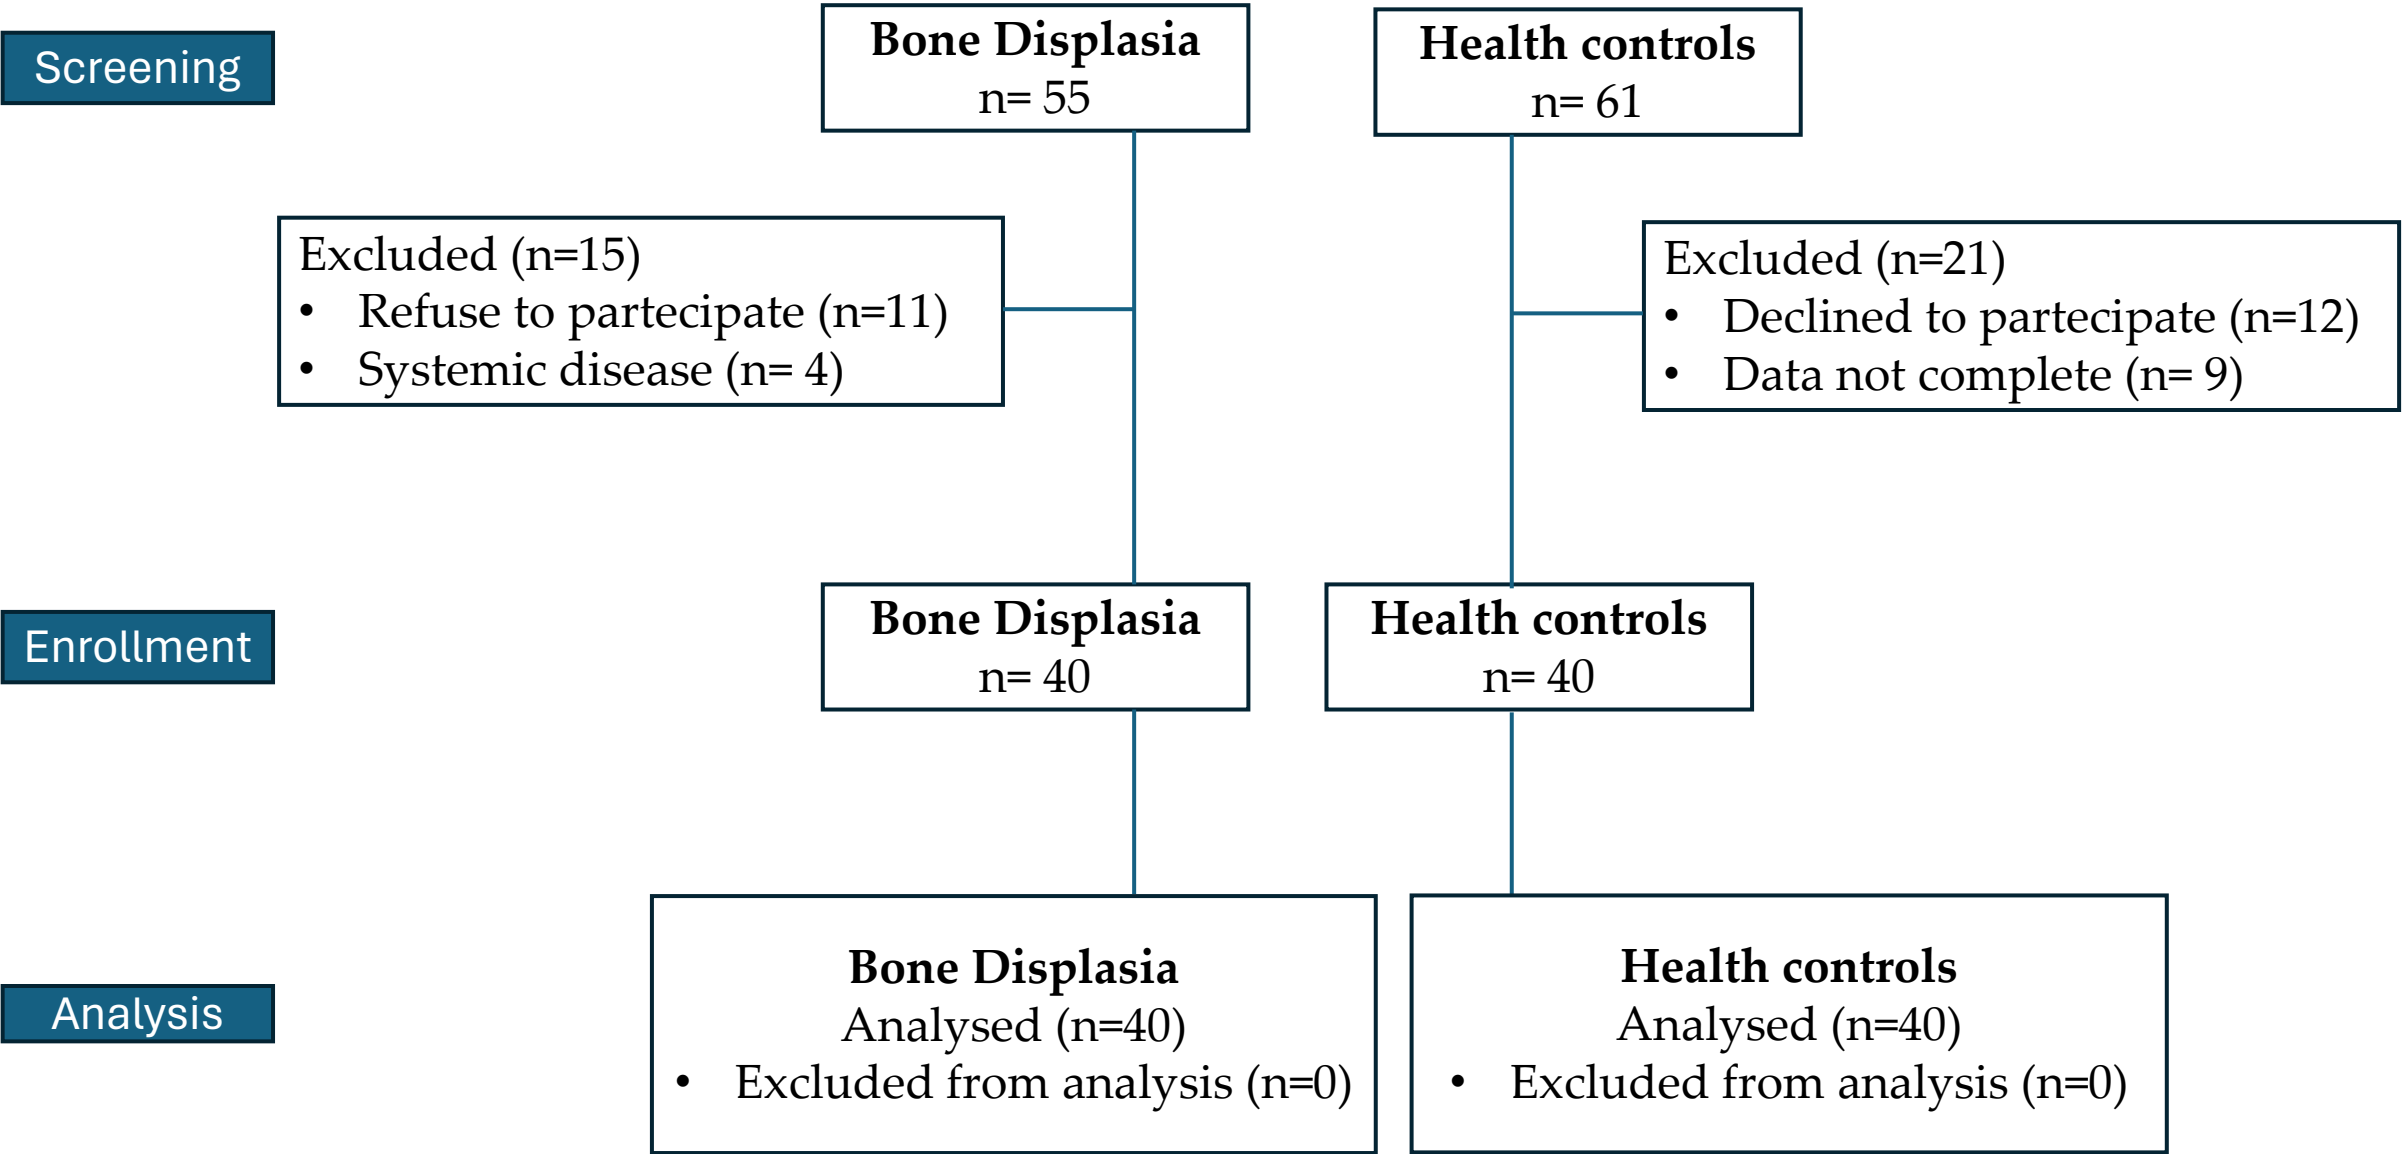 Screening
Bone Displasia
n= 55
Health controls
n= 61
Excluded (n=15)
• Refuse to partecipate (n=11)
• Systemic disease (n= 4)
Excluded (n=21)
• Declined to partecipate (n=12)
• Data not complete (n= 9)
Enrollment
Bone Displasia
n= 40
Health controls
n= 40
Analysis
Bone Displasia
Analysed (n=40)
• Excluded from analysis (n=0)
Health controls
Analysed (n=40)
• Excluded from analysis (n=0)